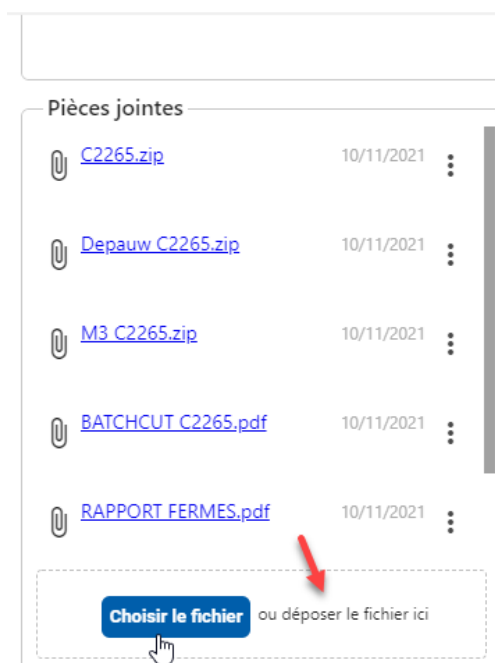 Pièces jointes
C2265.zip 10/11/2021
Depauw C2265.zip 10/11/2021
M3 C2265.zip 10/11/2021
BATCHCUT C2265.pdf 10/11/2021
RAPPORT FERMES.pdf 10/11/2021
Choisir le fichier ou déposer le fichier ici